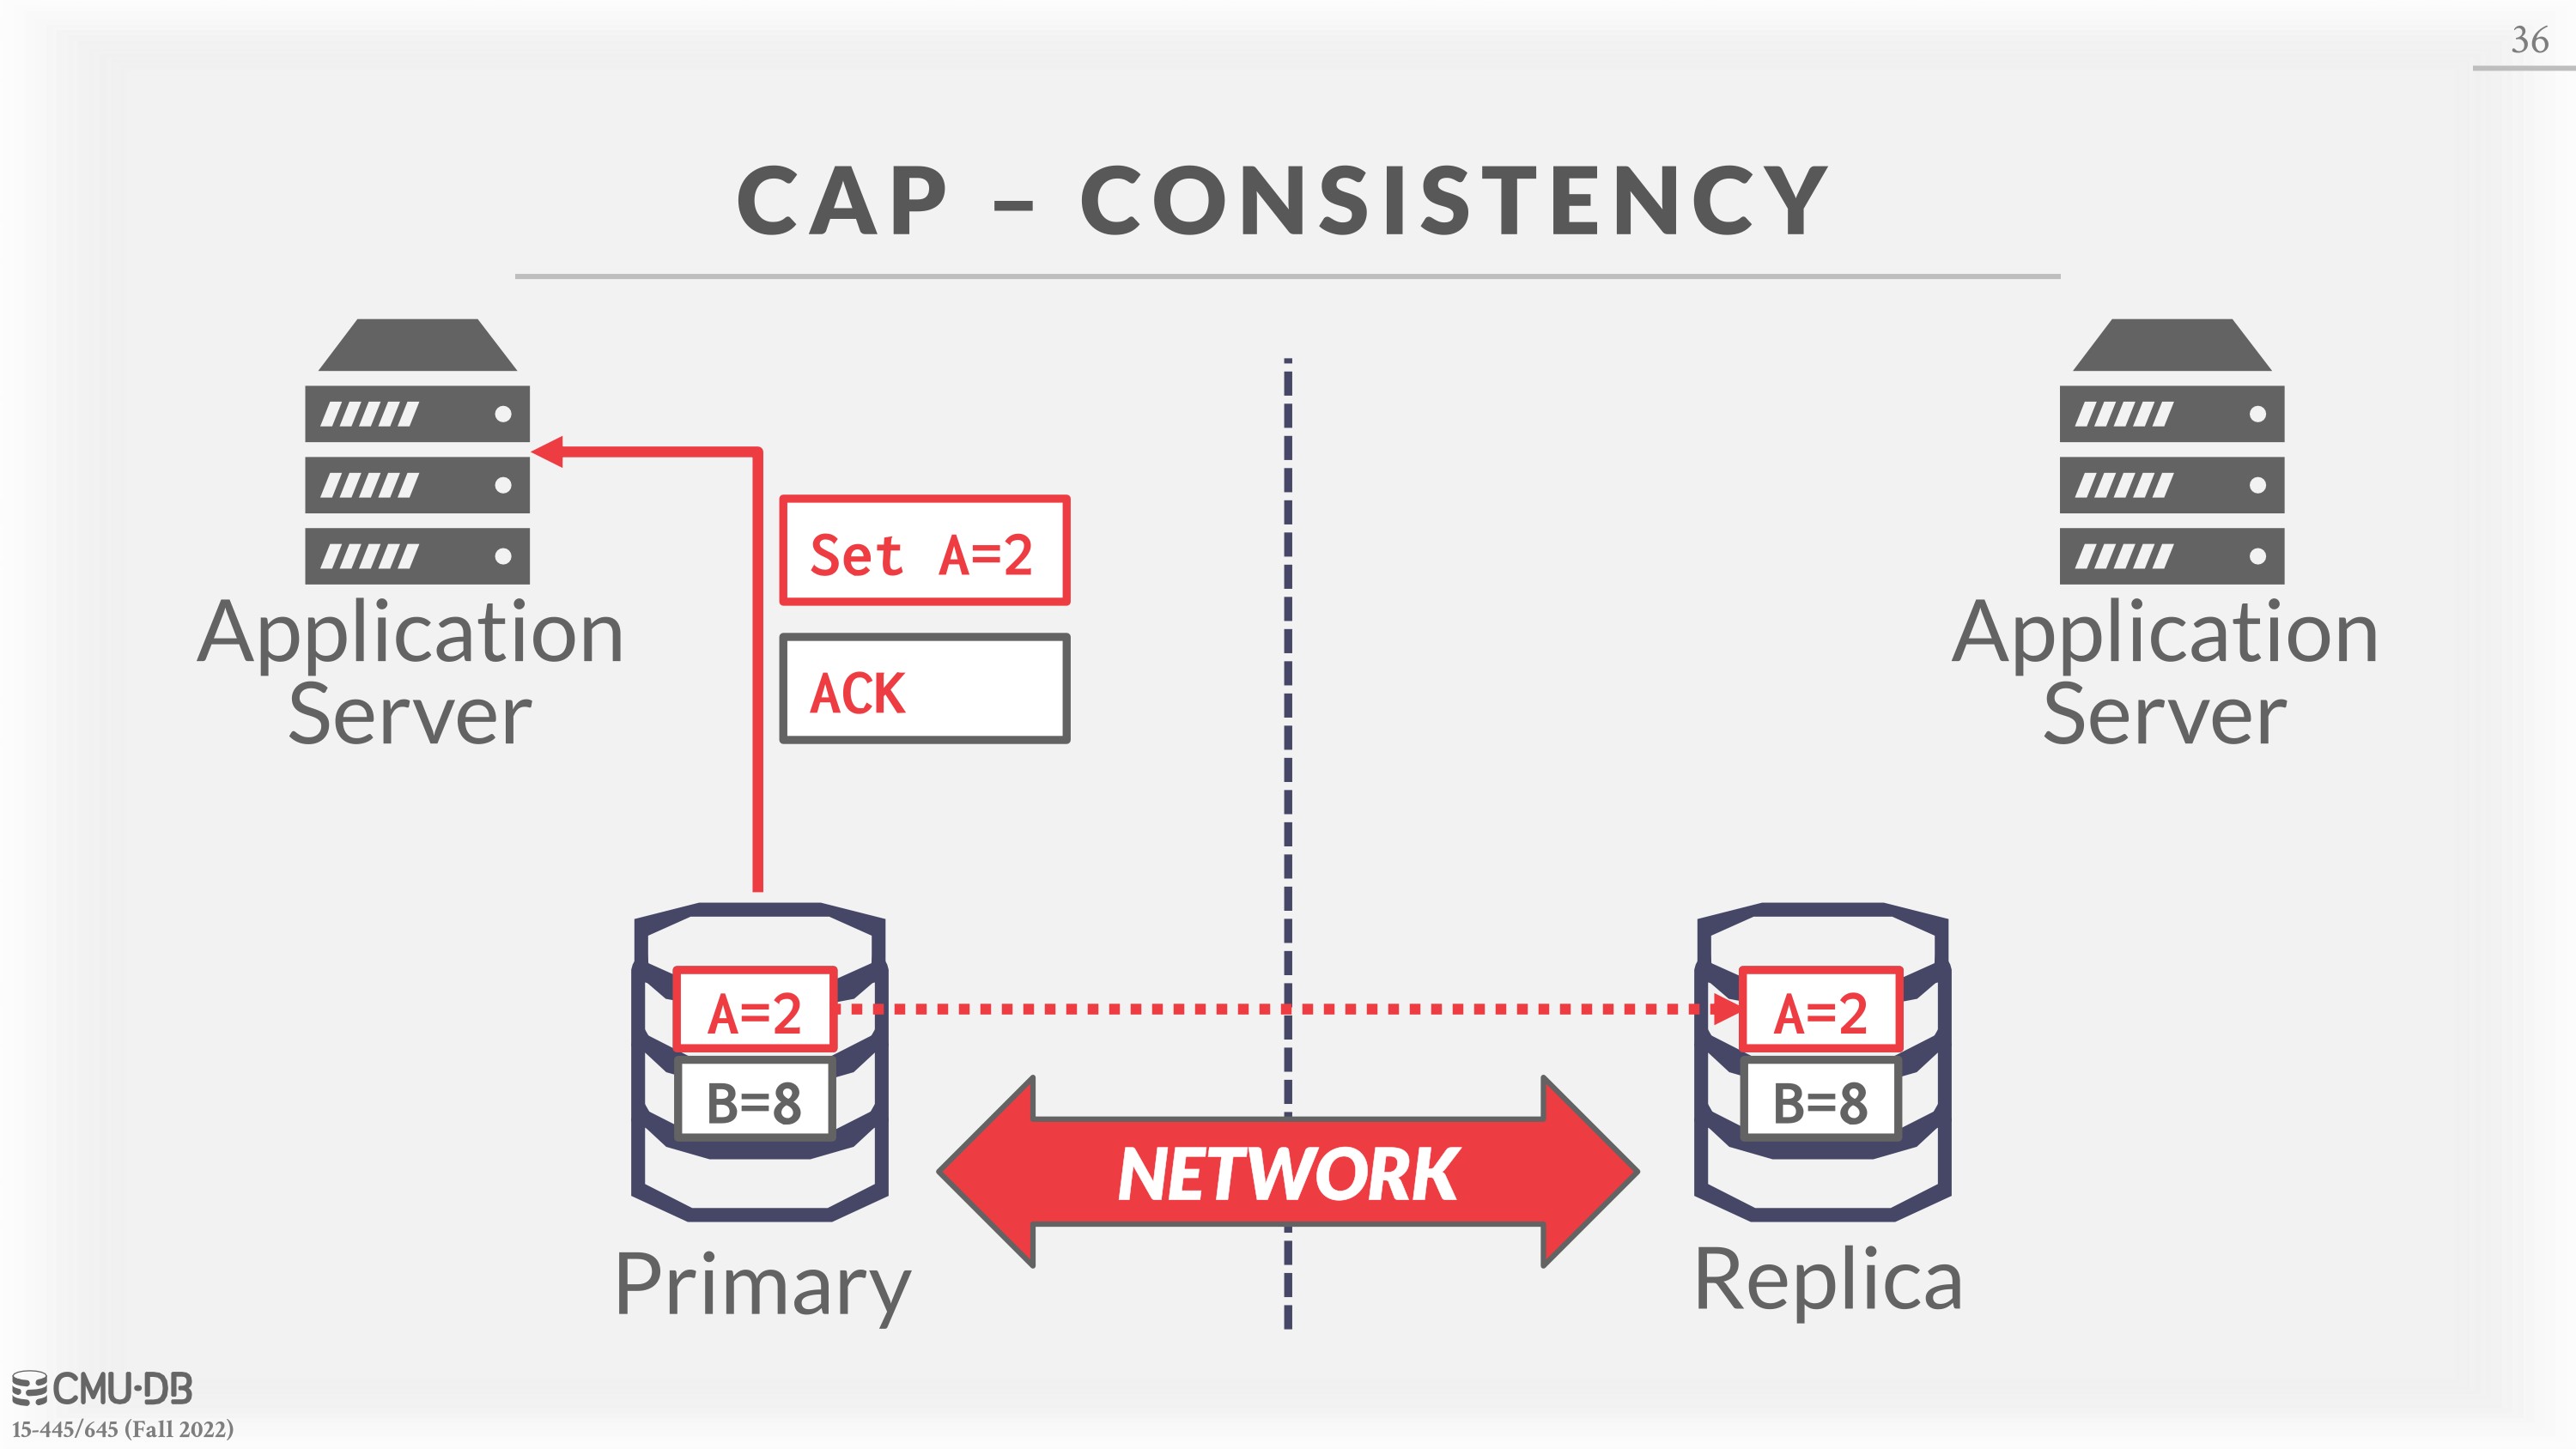 36
CAP – CONSISTENCY
Set A=2
ACK
Application
Server
Application
Server
A=2
B=8
A=2
B=8
NETWORK
Primary
Replica
CMU·DB
15-445/645 (Fall 2022)